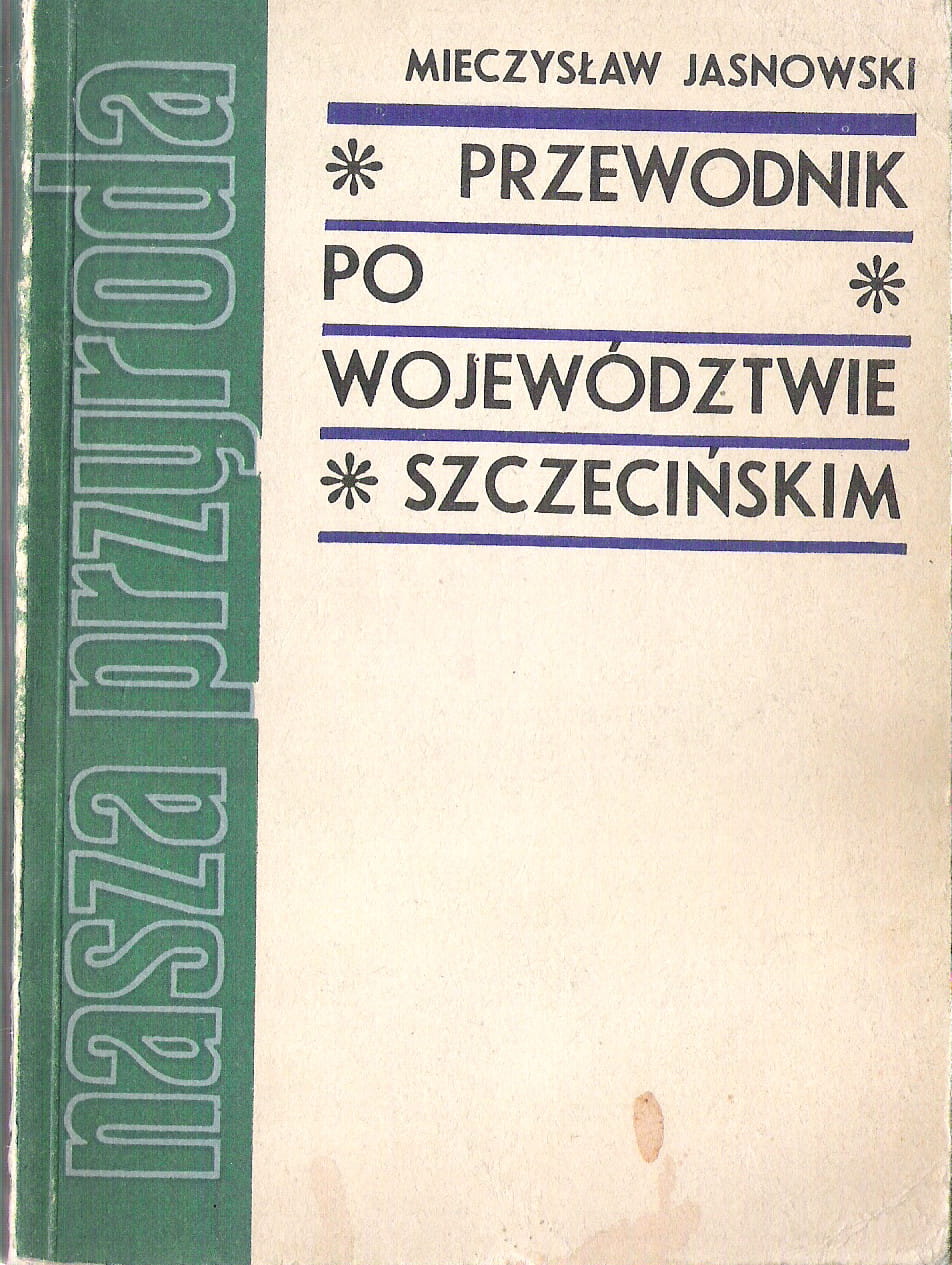 MIECZYSŁAW JASNOWSKI
* PRZEWODNIK
PO *
WOJEWÓDZTWIE
* SZCZECIŃSKIM
nasza przyroda